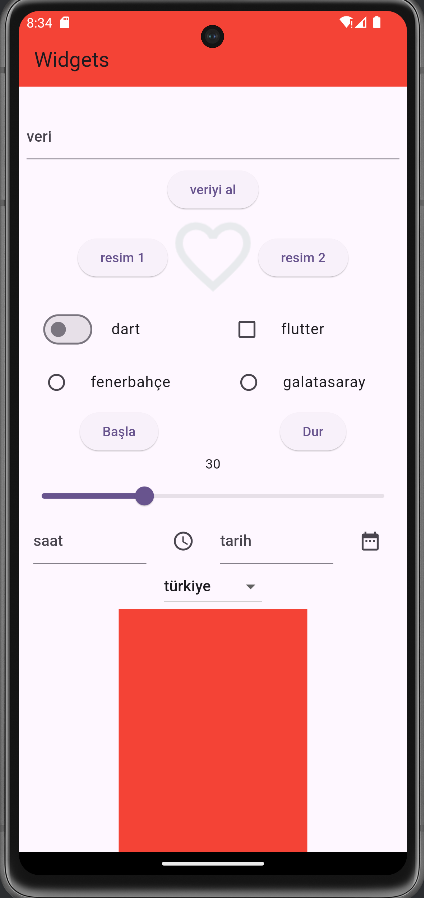 8:34
Widgets
veri
veriyi al
resim 1 resim 2
dart flutter
fenerbahçe galatasaray
Başla Dur
30
saat tarih
türkiye